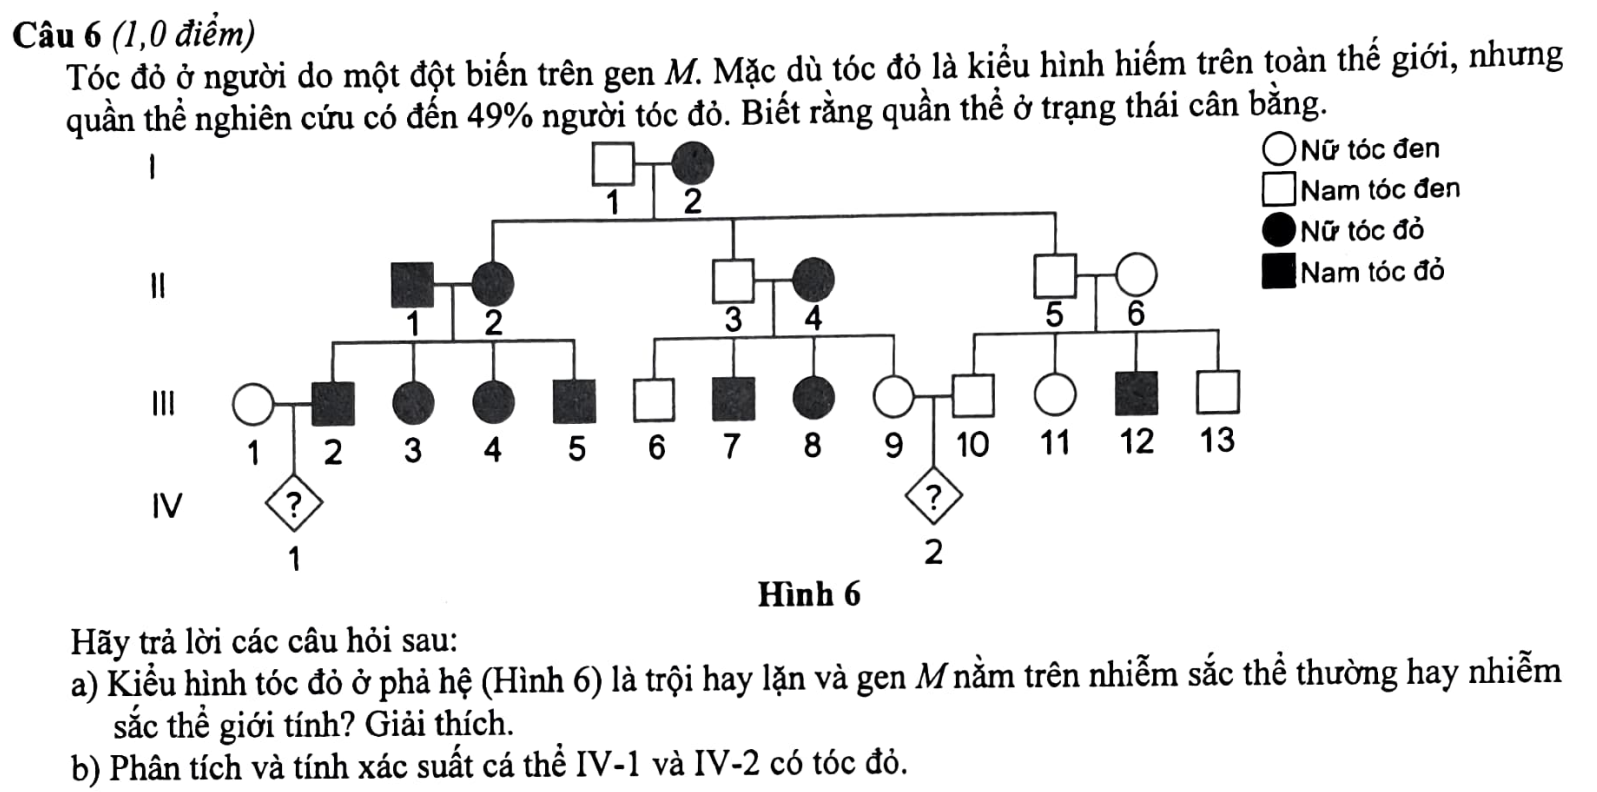 Câu 6 (1,0 điểm)
Tóc đỏ ở người do một đột biến trên gen M. Mặc dù tóc đỏ là kiểu hình hiếm trên toàn thế giới, nhưng
quần thể nghiên cứu có đến 49% người tóc đỏ. Biết rằng quần thể ở trạng thái cân bằng.
I
1 2
Nữ tóc đen
Nam tóc đen
Nữ tóc đỏ
Nam tóc đỏ
II
1 2 3 4 5 6
III
1 2 3 4 5 6 7 8 9 10 11 12 13
IV
? ?
1 2
Hình 6
Hãy trả lời các câu hỏi sau:
a) Kiểu hình tóc đỏ ở phả hệ (Hình 6) là trội hay lặn và gen M nằm trên nhiễm sắc thể thường hay nhiễm
sắc thể giới tính? Giải thích.
b) Phân tích và tính xác suất cá thể IV-1 và IV-2 có tóc đỏ.